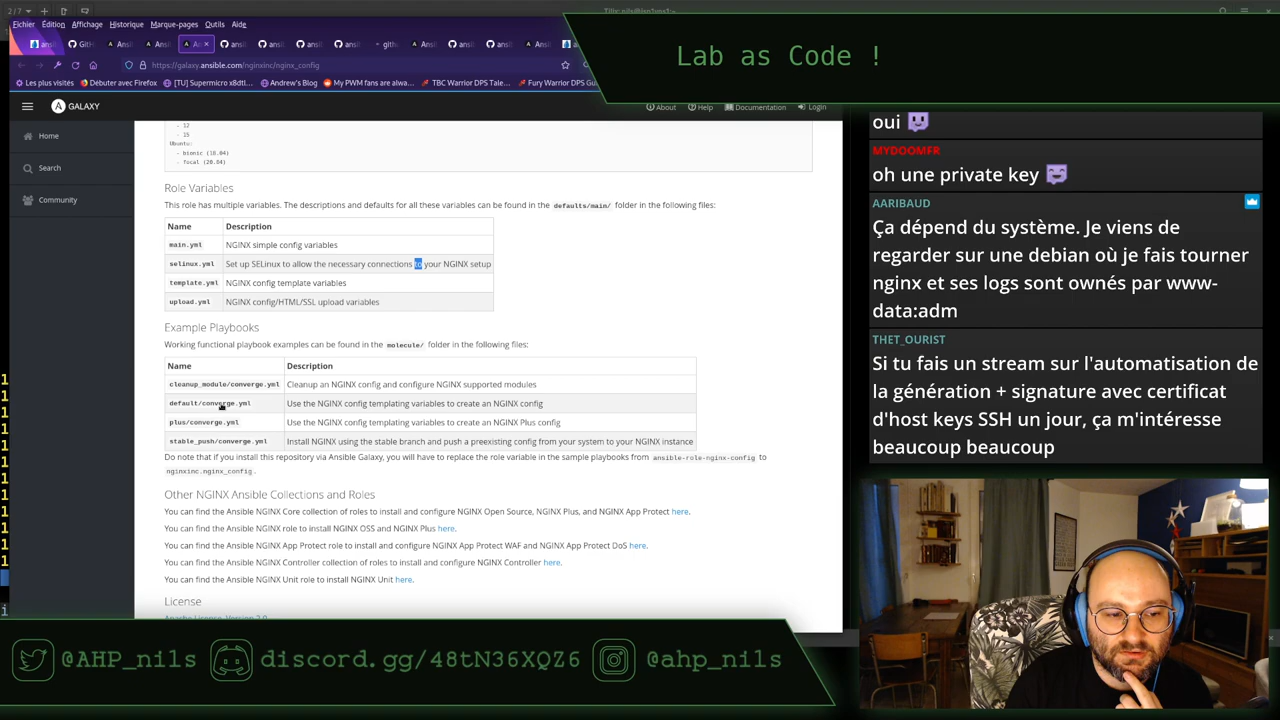 2/7
Tilix: nils@
Fichier Édition Affichage Historique Marque-pages Outils Aide
https://galaxy.ansible.com/nginxinc/nginx_config
Les plus visités Débuter avec Firefox [TU] Supermicro x8dtl... Andrew's Blog My PWM fans are alwa... TBC Warrior DPS Tale... Fury Warrior DPS Gu
Lab as Code !
GALAXY
About Help Documentation Login
Home
Search
Community
- 12
- 15
Ubuntu:
- bionic (18.04)
- focal (20.04)
Role Variables
This role has multiple variables. The descriptions and defaults for all these variables can be found in the defaults/main/ folder in the following files:
Name Description
main.yml NGINX simple config variables
selinux.yml Set up SELinux to allow the necessary connections to your NGINX setup
template.yml NGINX config template variables
upload.yml NGINX config/HTML/SSL upload variables
Example Playbooks
Working functional playbook examples can be found in the molecule/ folder in the following files:
Name Description
cleanup_module/converge.yml Cleanup an NGINX config and configure NGINX supported modules
default/converge.yml Use the NGINX config templating variables to create an NGINX config
plus/converge.yml Use the NGINX config templating variables to create an NGINX Plus config
stable_push/converge.yml Install NGINX using the stable branch and push a preexisting config from your system to your NGINX instance
Do note that if you install this repository via Ansible Galaxy, you will have to replace the role variable in the sample playbooks from ansible-role-nginx-config to
nginxinc.nginx_config.
Other NGINX Ansible Collections and Roles
You can find the Ansible NGINX Core collection of roles to install and configure NGINX Open Source, NGINX Plus, and NGINX App Protect here.
You can find the Ansible NGINX role to install NGINX OSS and NGINX Plus here.
You can find the Ansible NGINX App Protect role to install and configure NGINX App Protect WAF and NGINX App Protect DoS here.
You can find the Ansible NGINX Controller collection of roles to install and configure NGINX Controller here.
You can find the Ansible NGINX Unit role to install NGINX Unit here.
License
Apache License, Version 2.0
oui
MYDOOMFR
oh une private key
AARIBAUD
Ça dépend du système. Je viens de
regarder sur une debian où je fais tourner
nginx et ses logs sont ownés par www-
data:adm
THET_OURIST
Si tu fais un stream sur l'automatisation de
la génération + signature avec certificat
d'host keys SSH un jour, ça m'intéresse
beaucoup beaucoup
@AHP_nils discord.gg/48tN36XQZ6 @ahp_nils